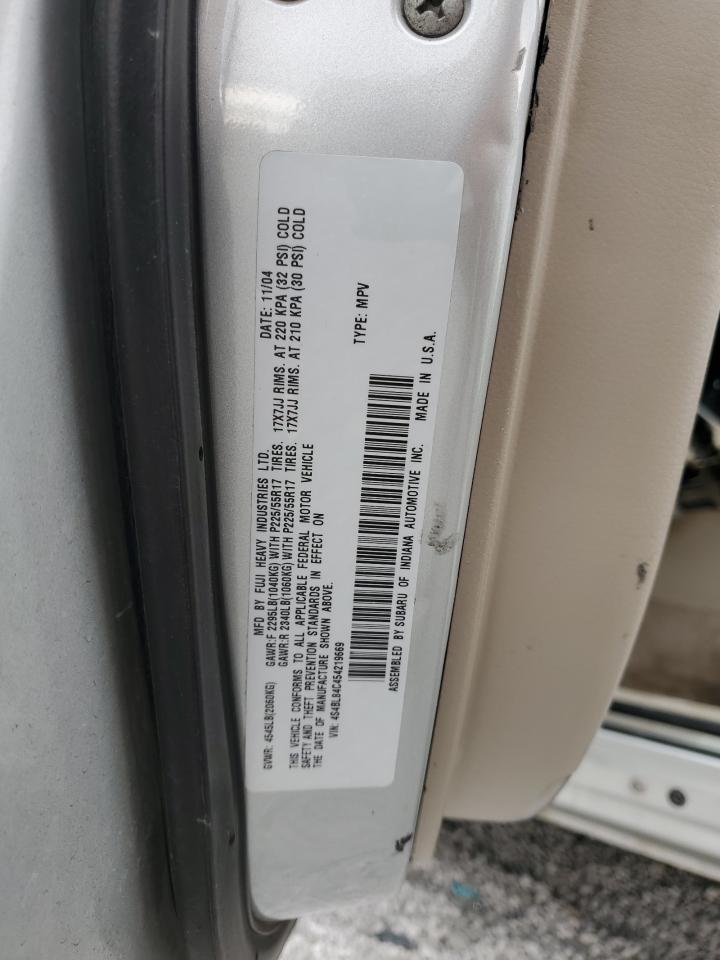 MFD BY FUJI HEAVY INDUSTRIES LTD. DATE: 11/04
GVWR: 4545LB(2060KG) GAWR:F 2295LB(1040KG) WITH P225/55R17 TIRES. 17X7JJ RIMS. AT 220 KPA (32 PSI) COLD
GAWR:R 2340LB(1060KG) WITH P225/55R17 TIRES. 17X7JJ RIMS. AT 210 KPA (30 PSI) COLD
THIS VEHICLE CONFORMS TO ALL APPLICABLE FEDERAL MOTOR VEHICLE
SAFETY AND THEFT PREVENTION STANDARDS IN EFFECT ON
THE DATE OF MANUFACTURE SHOWN ABOVE.
VIN: 4S4BL84C454219669 TYPE: MPV
ASSEMBLED BY SUBARU OF INDIANA AUTOMOTIVE INC. MADE IN U.S.A.